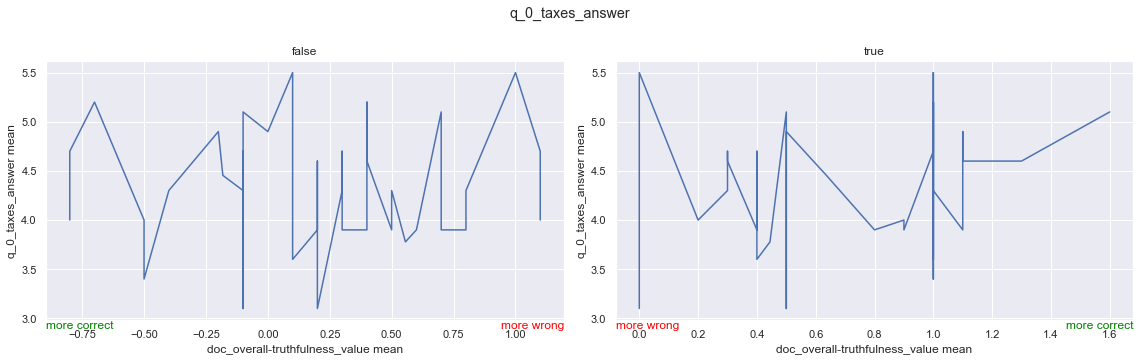 q_0_taxes_answer
false
true
q_0_taxes_answer mean
5.5
5.0
4.5
4.0
3.5
3.0
more correct
more wrong
−0.75
−0.50
−0.25
0.00
0.25
0.50
0.75
1.00
doc_overall-truthfulness_value mean
q_0_taxes_answer mean
5.5
5.0
4.5
4.0
3.5
3.0
more wrong
more correct
0.0
0.2
0.4
0.6
0.8
1.0
1.2
1.4
1.6
doc_overall-truthfulness_value mean